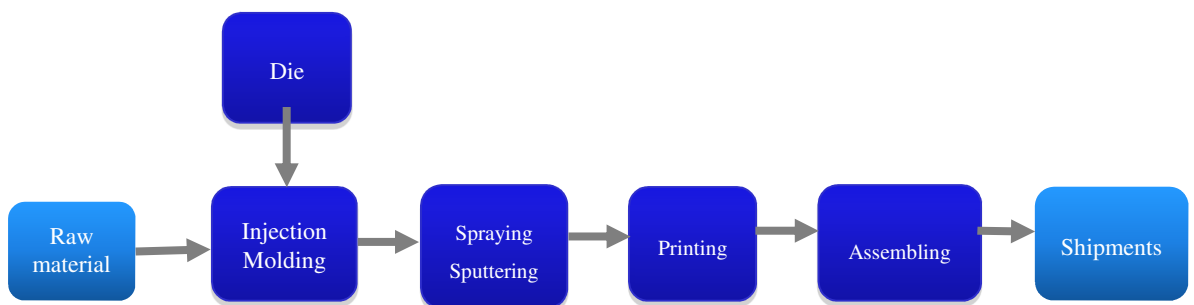 Die
Raw
material
Injection
Molding
Spraying
Sputtering
Printing
Assembling
Shipments